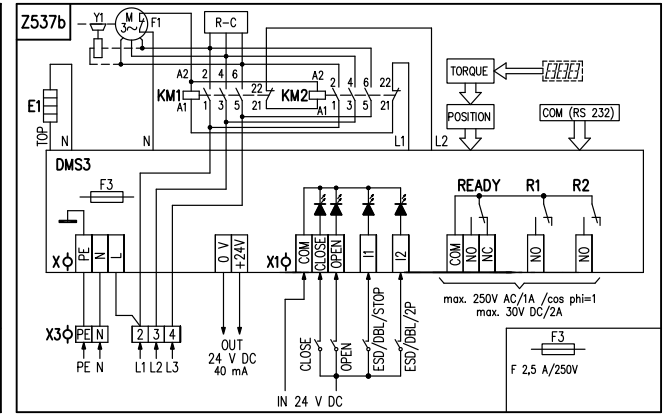 Z537b
Y1
M
3~
F1
R-C
TORQUE
POSITION
COM (RS 232)
E1
TOP
N
N
A2 2 4 6 22
KM1
A1 1 3 5 21
A2 2 4 6 22
KM2
A1 1 3 5 21
L1
L2
DMS3
F3
READY
R1
R2
X
PE
N
L
0 V
+24V
X1
COM
CLOSE
OPEN
I1
I2
COM
NO
NC
NO
NO
max. 250V AC/1A /cos phi=1
max. 30V DC/2A
X3
PE
N
2
3
4
PE N
L1 L2 L3
OUT
24 V DC
40 mA
CLOSE
OPEN
ESD/DBL/STOP
ESD/DBL/2P
IN 24 V DC
F3
F 2,5 A/250V